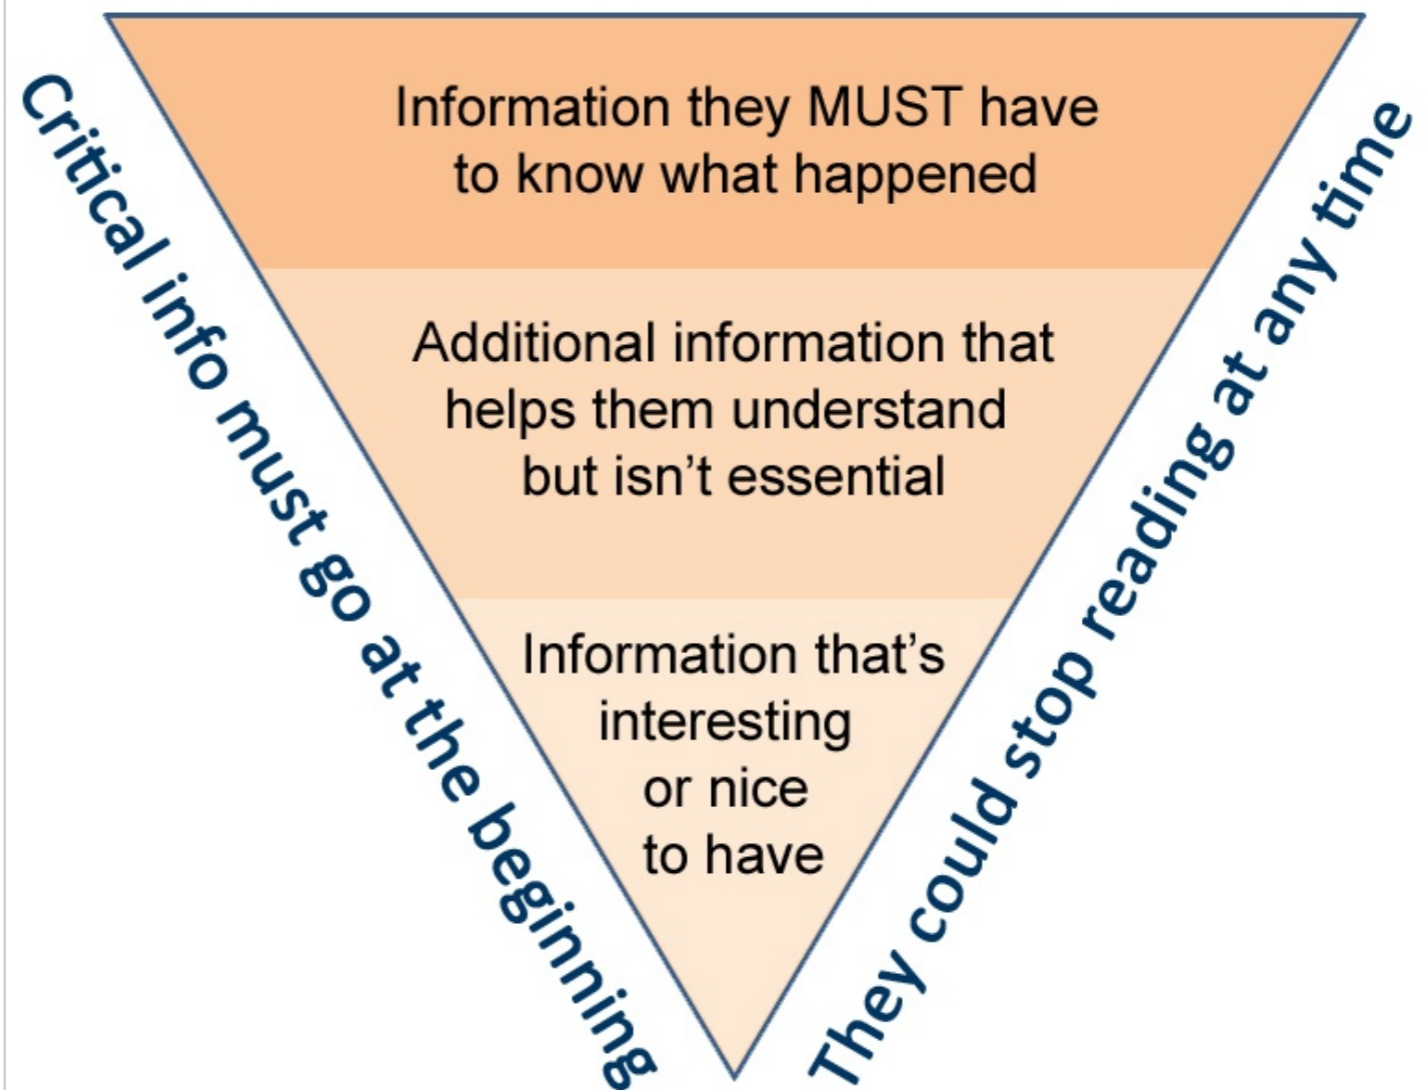 Critical info must go at the beginning
Information they MUST have
to know what happened
Additional information that
helps them understand
but isn’t essential
Information that’s
interesting
or nice
to have
They could stop reading at any time